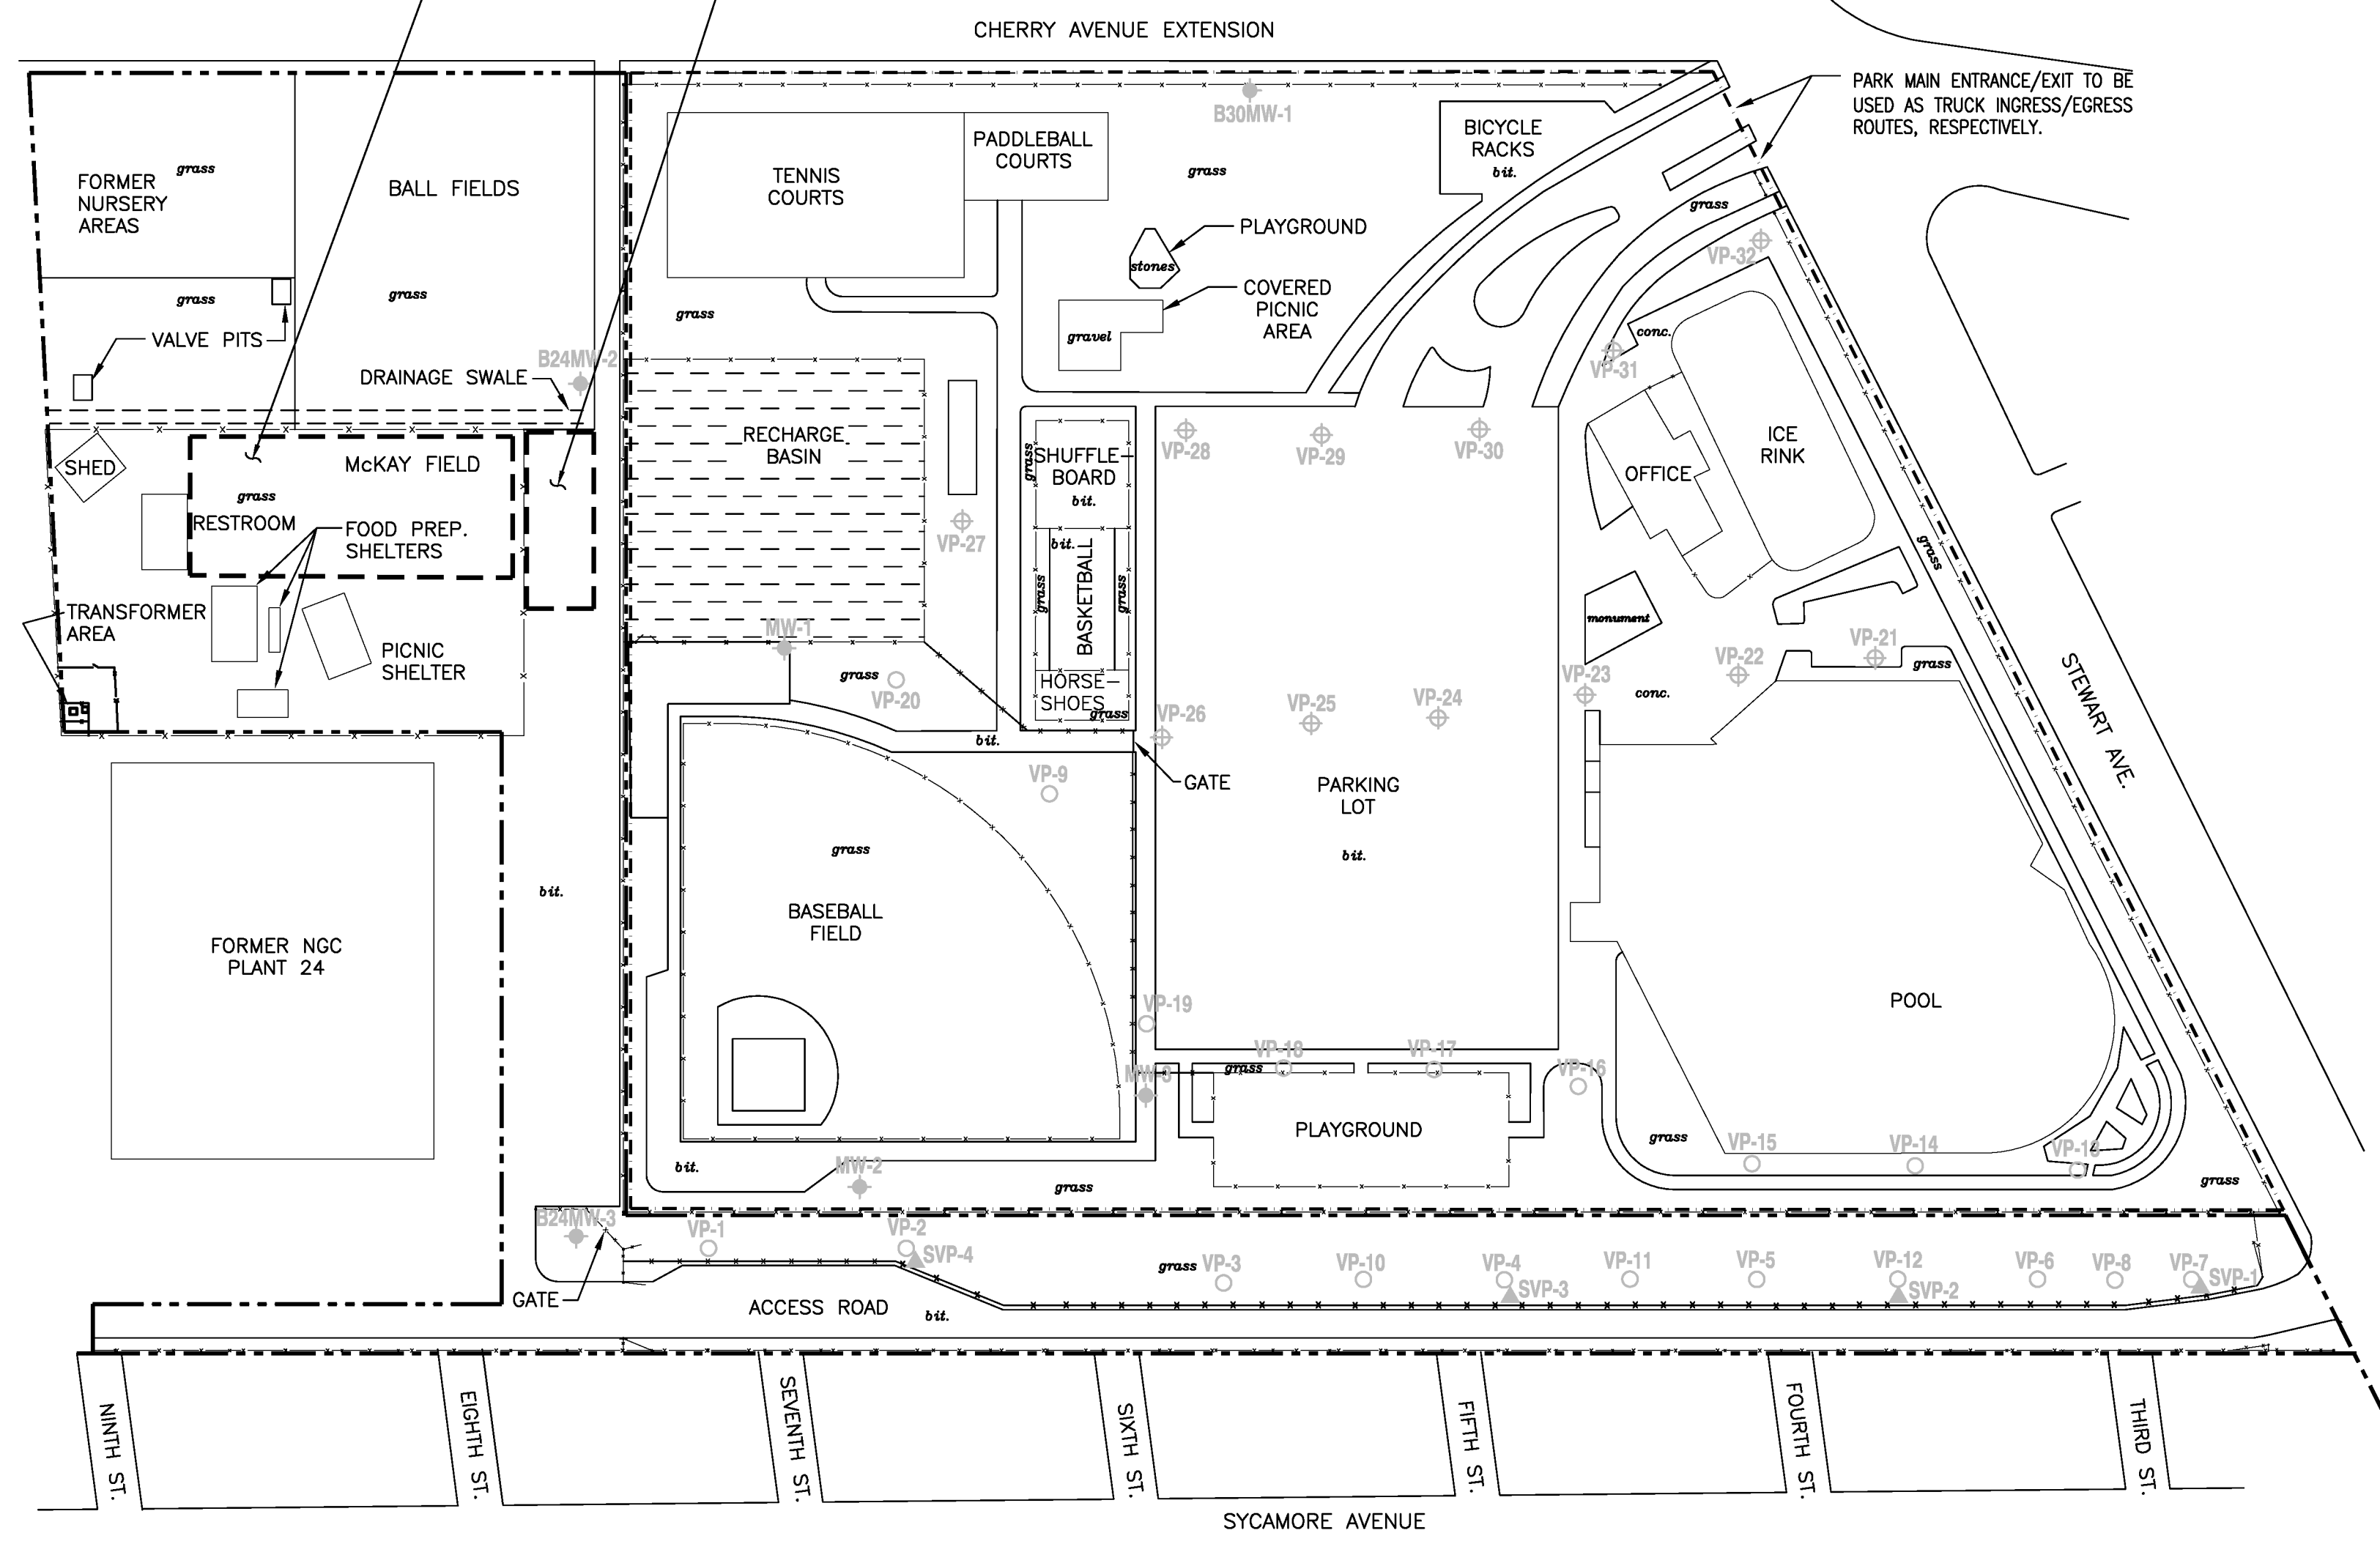 CHERRY AVENUE EXTENSION
PARK MAIN ENTRANCE/EXIT TO BE
USED AS TRUCK INGRESS/EGRESS
ROUTES, RESPECTIVELY.
B30MW-1
BICYCLE
RACKS
bit.
PADDLEBALL
COURTS
TENNIS
COURTS
grass
FORMER
NURSERY
AREAS
grass
BALL FIELDS
grass
PLAYGROUND
stones
VP-32
COVERED
PICNIC
AREA
gravel
grass
grass
grass
VALVE PITS
conc.
VP-31
B24MW-2
DRAINAGE SWALE
RECHARGE
BASIN
SHUFFLE-
BOARD
bit.
grass
VP-28
VP-29
VP-30
ICE
RINK
OFFICE
SHED
McKAY FIELD
grass
RESTROOM
FOOD PREP.
SHELTERS
VP-27
bit.
BASKETBALL
grass
grass
grass
monument
TRANSFORMER
AREA
PICNIC
SHELTER
MW-1
grass
VP-20
HORSE-
SHOES
grass
VP-26
VP-25
VP-24
VP-23
VP-22
VP-21
grass
conc.
STEWART AVE.
bit.
VP-9
GATE
PARKING
LOT
bit.
grass
BASEBALL
FIELD
bit.
FORMER NGC
PLANT 24
POOL
VP-19
VP-18
VP-17
VP-16
grass
MW-3
PLAYGROUND
grass
VP-15
VP-14
VP-13
bit.
MW-2
grass
grass
B24MW-3
VP-1
VP-2
SVP-4
grass
VP-3
VP-10
VP-4
SVP-3
VP-11
VP-5
VP-12
SVP-2
VP-6
VP-8
VP-7
SVP-1
GATE
ACCESS ROAD
bit.
NINTH ST.
EIGHTH ST.
SEVENTH ST.
SIXTH ST.
FIFTH ST.
FOURTH ST.
THIRD ST.
SYCAMORE AVENUE